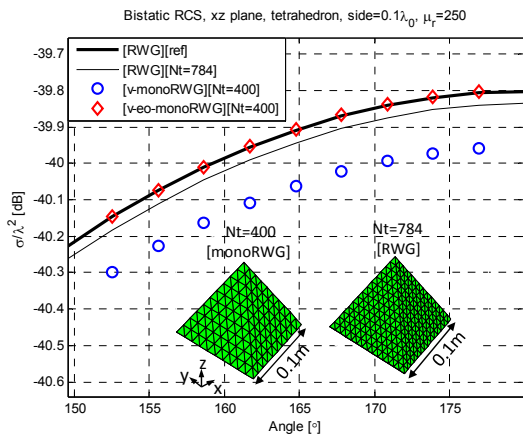 Bistatic RCS, xz plane, tetrahedron, side=0.1λ0, μr=250
[RWG][ref]
[RWG][Nt=784]
[v-monoRWG][Nt=400]
[v-eo-monoRWG][Nt=400]
σ/λ² [dB]
-39.7
-39.8
-39.9
-40
-40.1
-40.2
-40.3
-40.4
-40.5
-40.6
Nt=400
[monoRWG]
Nt=784
[RWG]
0.1m
0.1m
z
y
x
150
155
160
165
170
175
Angle [°]